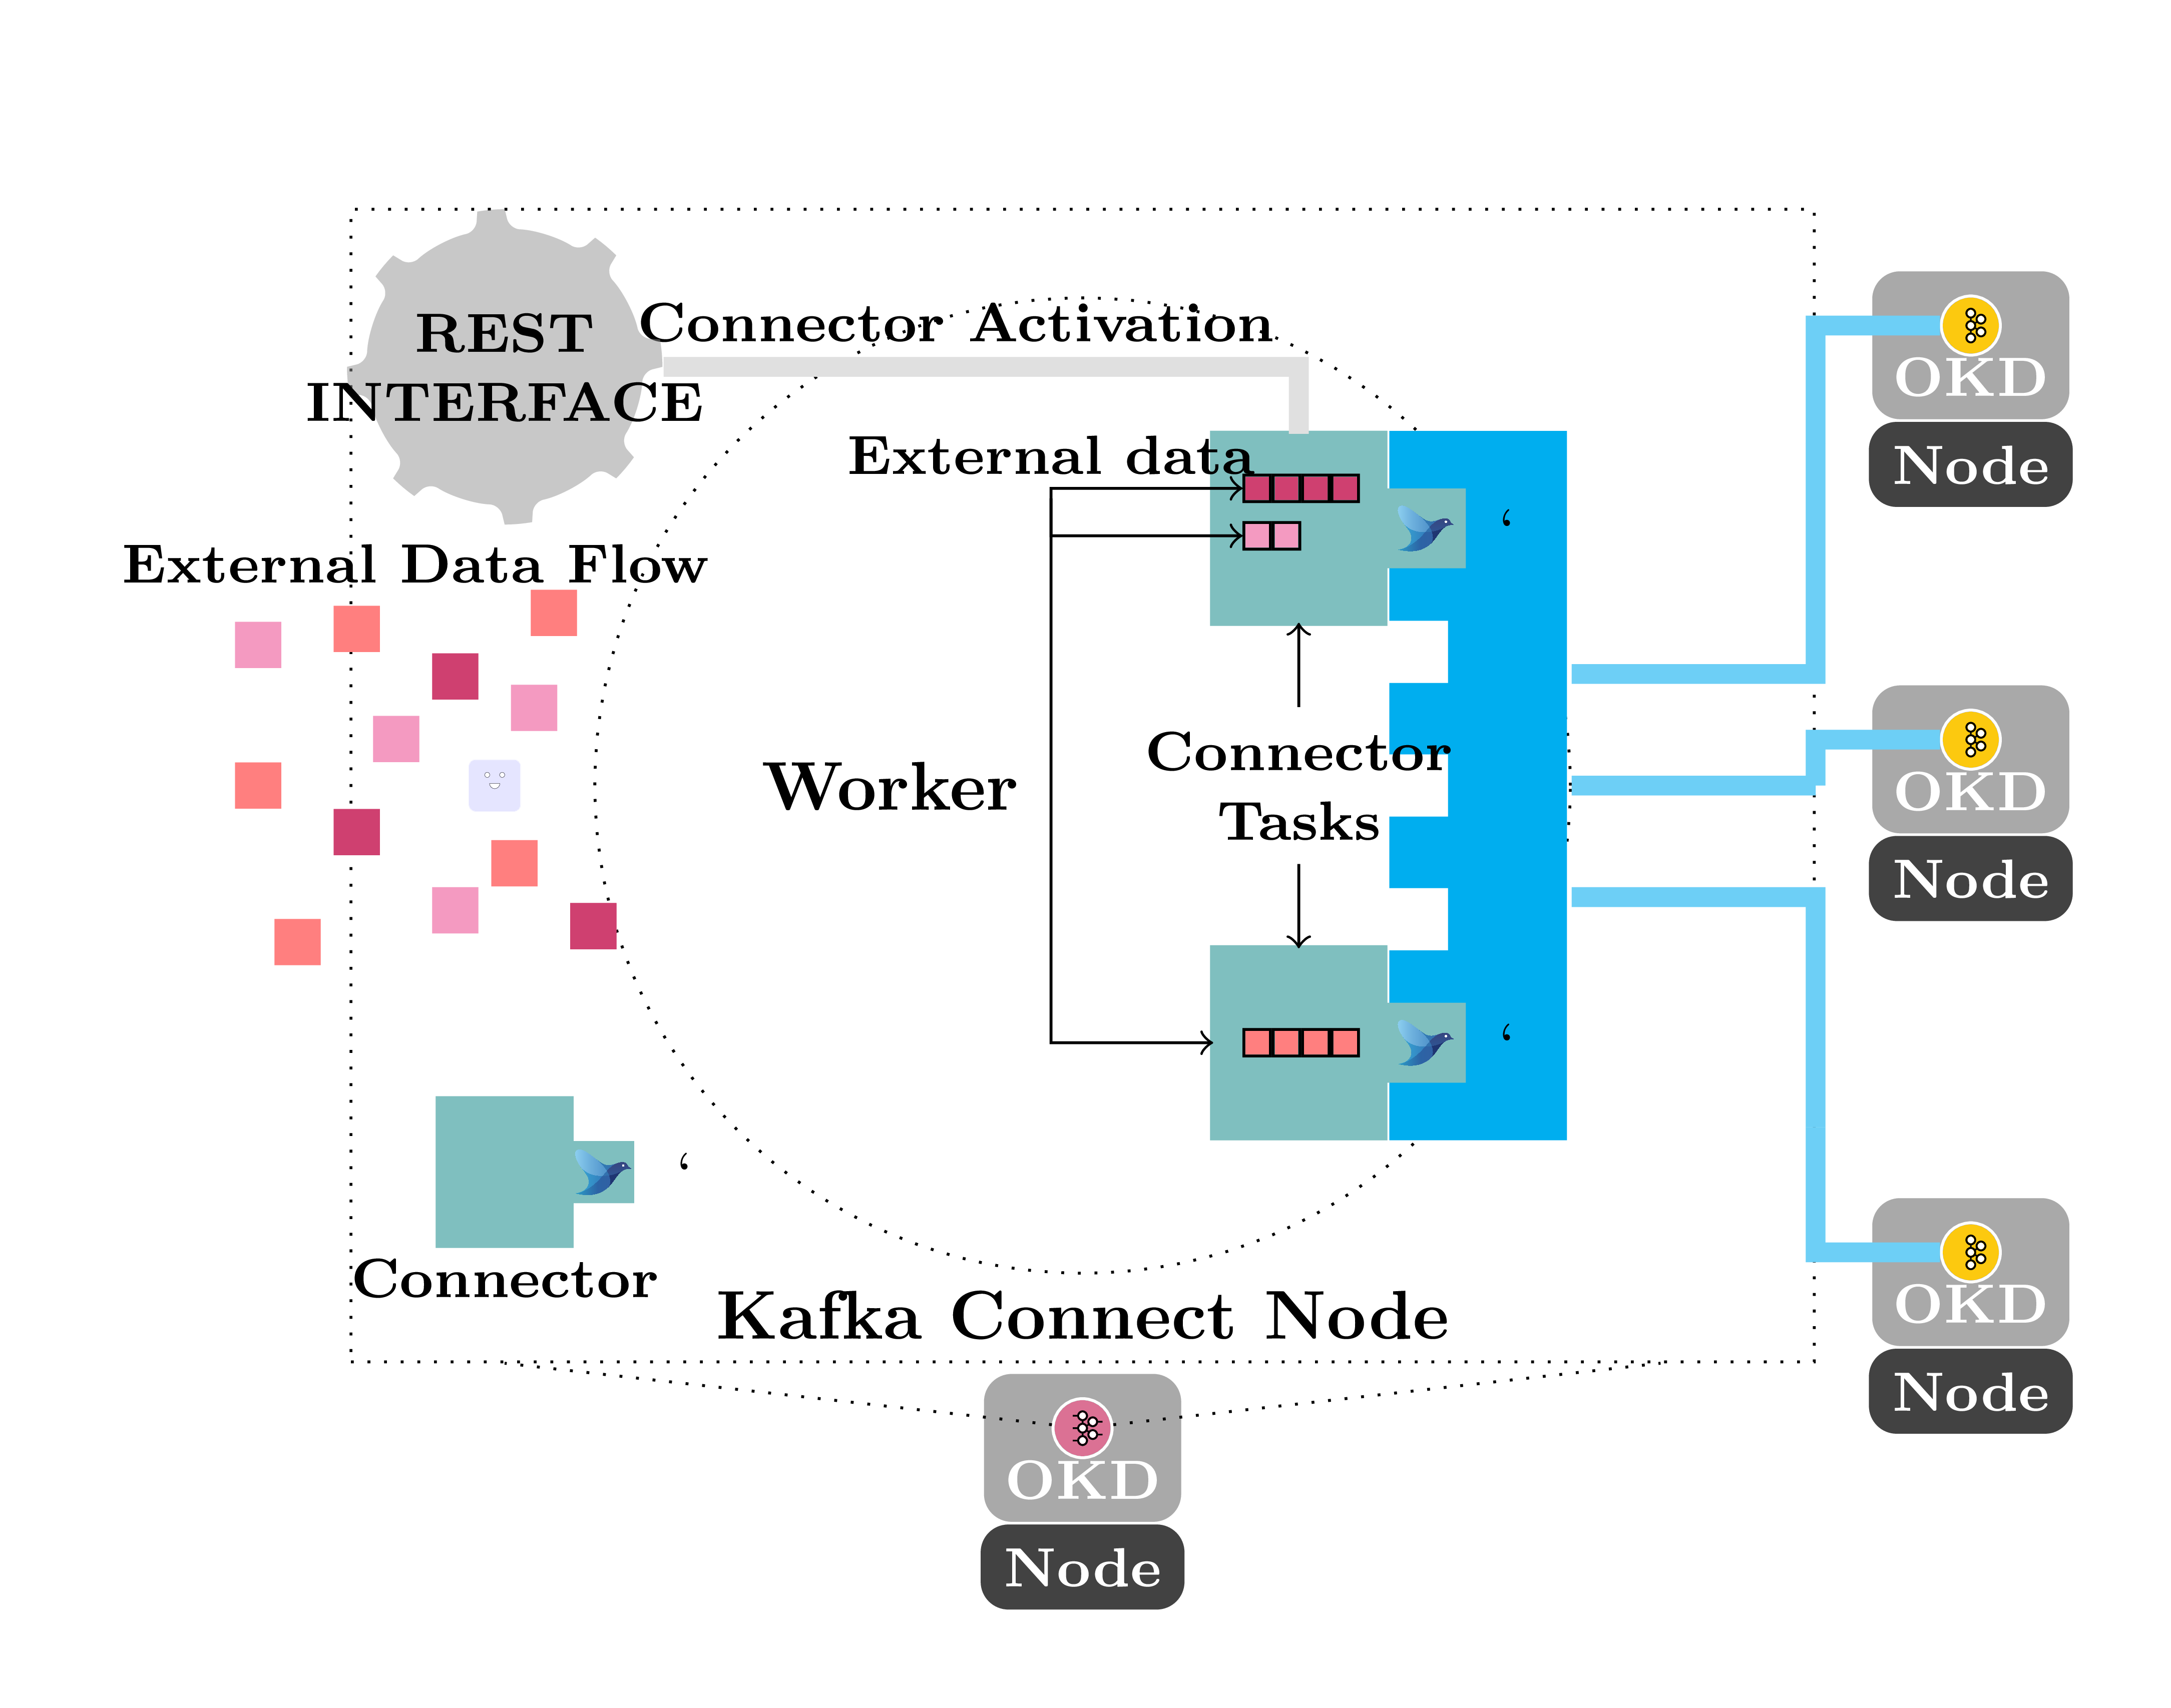 REST
INTERFACE
Connector Activation
External data
External Data Flow
‘
OKD
Node
Worker
Connector
Tasks
OKD
Node
‘
‘
Connector
Kafka Connect Node
OKD
Node
OKD
Node